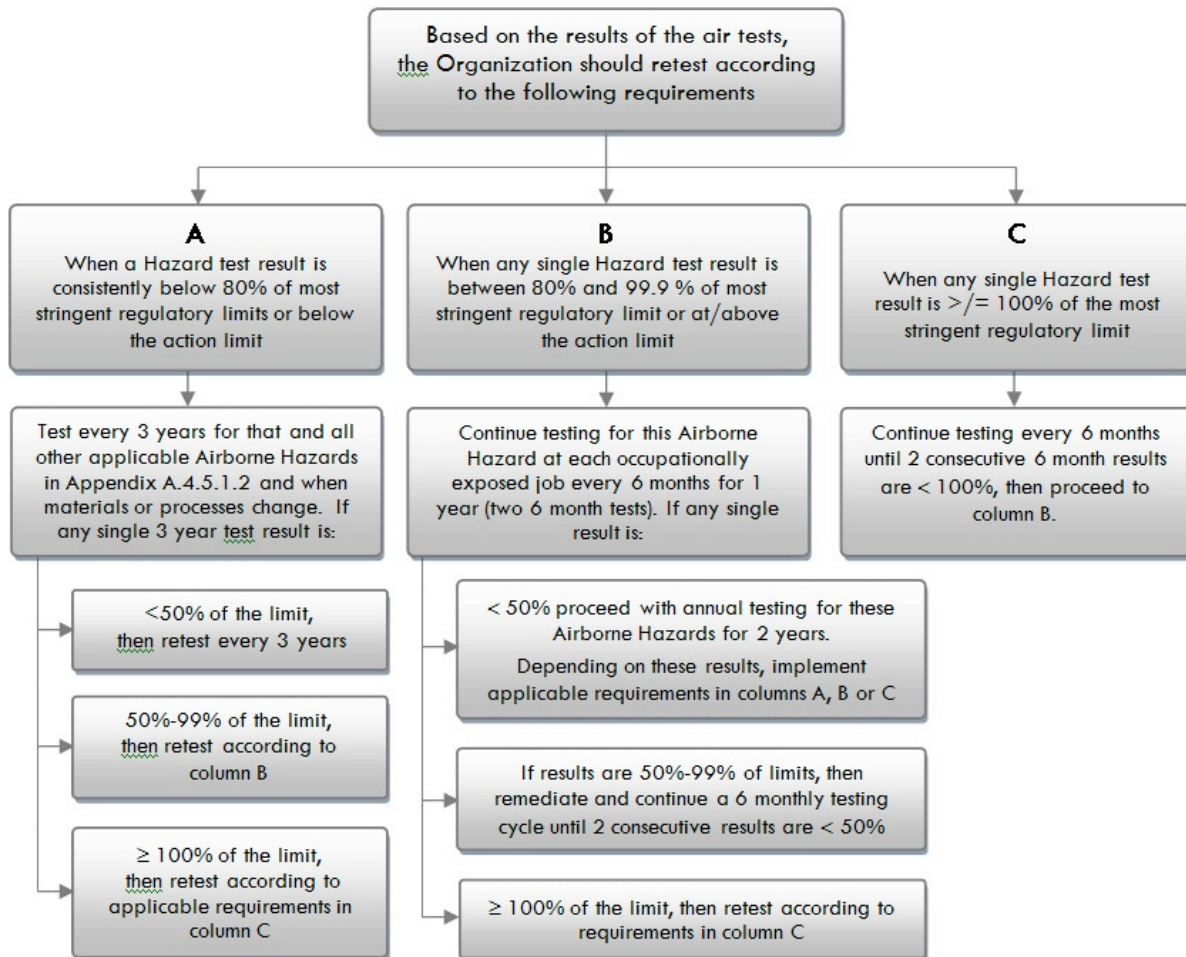 Based on the results of the air tests,
the Organization should retest according
to the following requirements
A
When a Hazard test result is
consistently below 80% of most
stringent regulatory limits or below
the action limit
B
When any single Hazard test result is
between 80% and 99.9 % of most
stringent regulatory limit or at/above
the action limit
C
When any single Hazard test
result is >/= 100% of the most
stringent regulatory limit
Test every 3 years for that and all
other applicable Airborne Hazards
in Appendix A.4.5.1.2 and when
materials or processes change.  If
any single 3 year test result is:
<50% of the limit,
then retest every 3 years
50%-99% of the limit,
then retest according to
column B
≥ 100% of the limit,
then retest according to
applicable requirements in
column C
Continue testing for this Airborne
Hazard at each occupationally
exposed job every 6 months for 1
year (two 6 month tests). If any single
result is:
< 50% proceed with annual testing for these
Airborne Hazards for 2 years.
Depending on these results, implement
applicable requirements in columns A, B or C
If results are 50%-99% of limits, then
remediate and continue a 6 monthly testing
cycle until 2 consecutive results are < 50%
≥ 100% of the limit, then retest according to
requirements in column C
Continue testing every 6 months
until 2 consecutive 6 month results
are < 100%, then proceed to
column B.